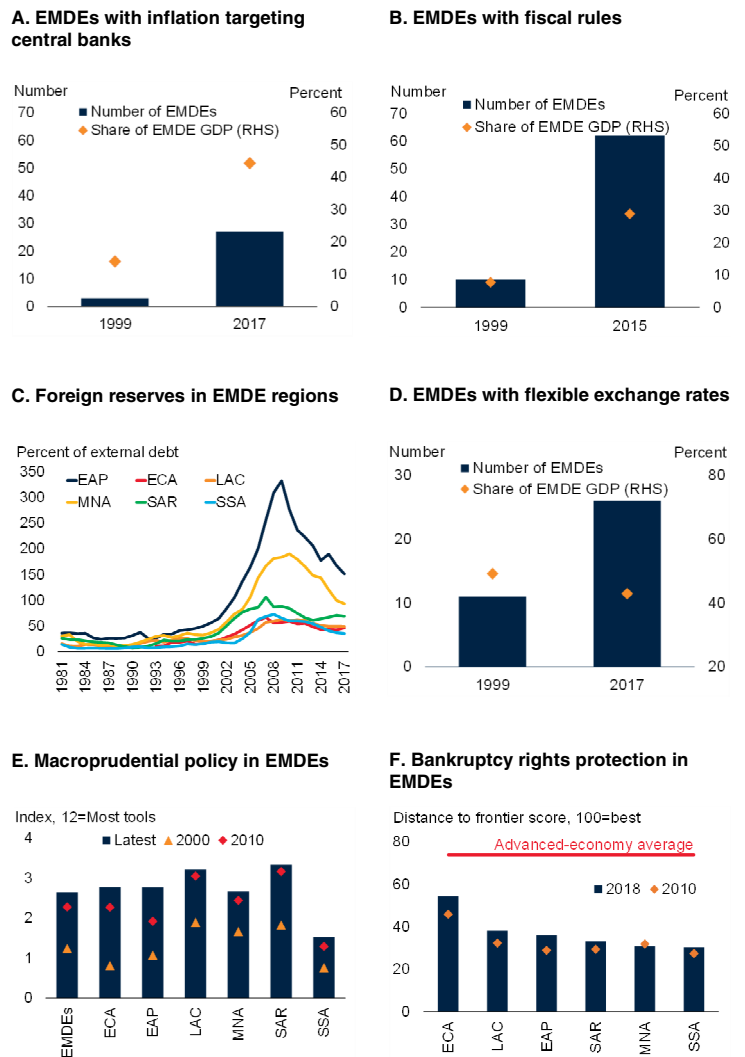 A. EMDEs with inflation targeting
central banks
Number
Percent
Number of EMDEs
Share of EMDE GDP (RHS)
70
60
50
40
30
20
10
0
60
50
40
30
20
10
0
1999
2017
B. EMDEs with fiscal rules
Number
Percent
Number of EMDEs
Share of EMDE GDP (RHS)
70
60
50
40
30
20
10
0
60
50
40
30
20
10
0
1999
2015
C. Foreign reserves in EMDE regions
Percent of external debt
EAP
ECA
LAC
MNA
SAR
SSA
350
300
250
200
150
100
50
0
1981
1984
1987
1990
1993
1996
1999
2002
2005
2008
2011
2014
2017
D. EMDEs with flexible exchange rates
Number
Percent
Number of EMDEs
Share of EMDE GDP (RHS)
30
20
10
0
80
60
40
20
1999
2017
E. Macroprudential policy in EMDEs
Index, 12=Most tools
Latest
2000
2010
4
3
2
1
0
EMDEs
ECA
EAP
LAC
MNA
SAR
SSA
F. Bankruptcy rights protection in
EMDEs
Distance to frontier score, 100=best
Advanced-economy average
2018
2010
80
60
40
20
0
ECA
LAC
EAP
SAR
MNA
SSA